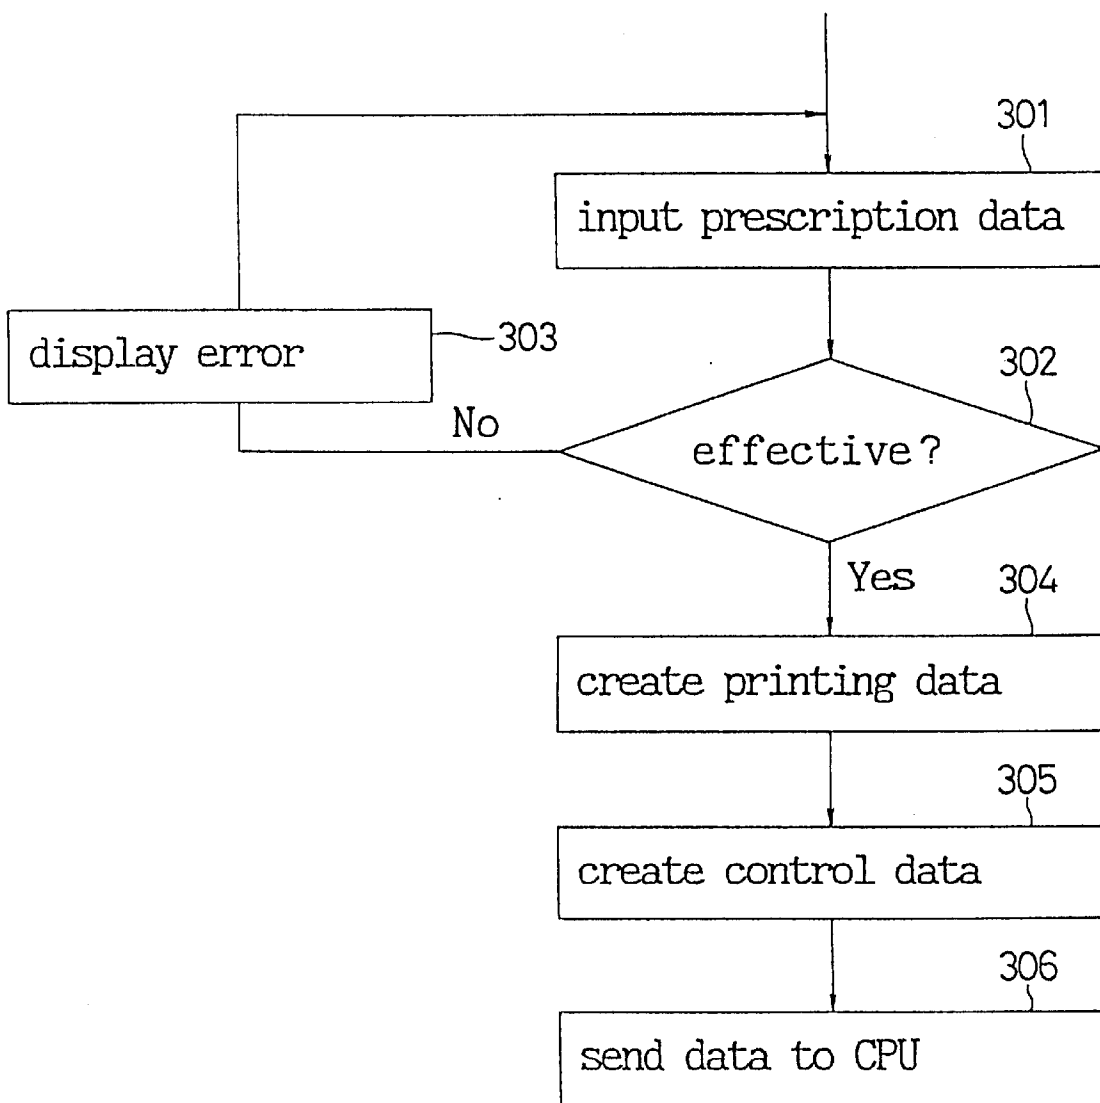 301
input prescription data
303
display error
302
No
effective?
Yes
304
create printing data
305
create control data
306
send data to CPU